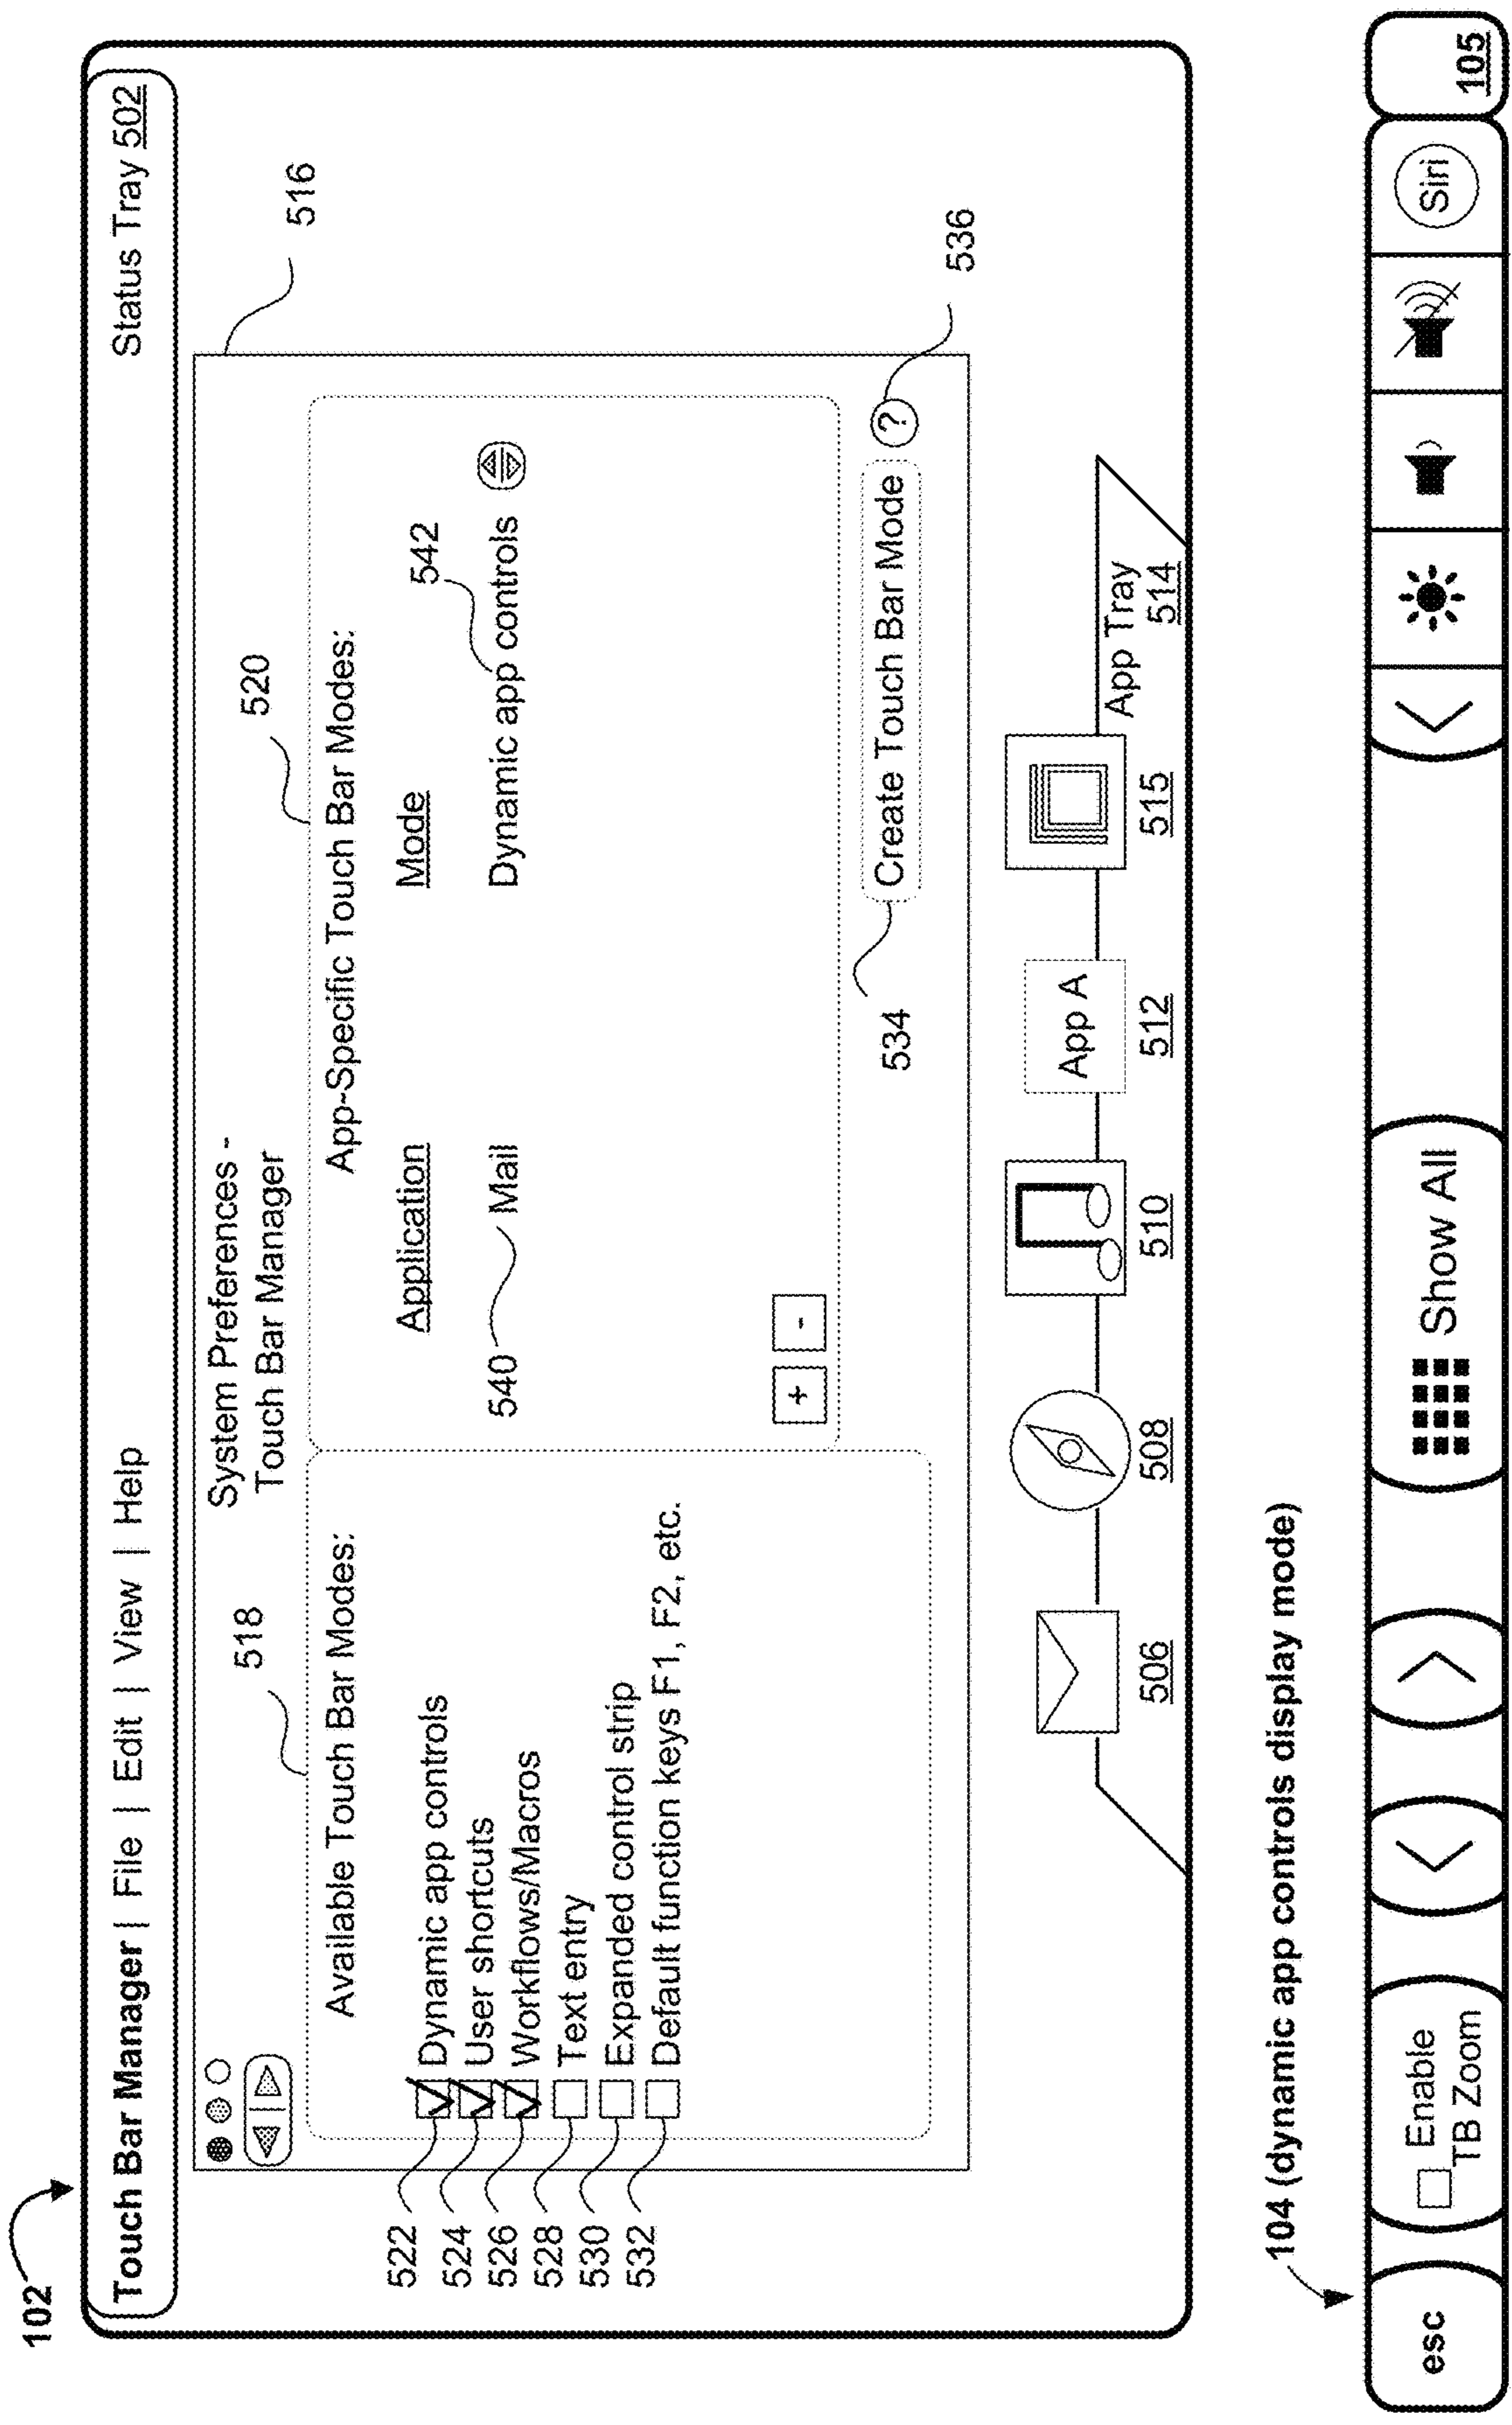 102
Touch Bar Manager | File | Edit | View | Help
Status Tray 502
516
System Preferences -
Touch Bar Manager
518
520
Available Touch Bar Modes:
522
Dynamic app controls
524
User shortcuts
526
Workflows/Macros
528
Text entry
530
Expanded control strip
532
Default function keys F1, F2, etc.
App-Specific Touch Bar Modes:
Application
Mode
542
540
Mail
Dynamic app controls
+
-
534
Create Touch Bar Mode
?
536
App A
App Tray
514
506
508
510
512
515
104 (dynamic app controls display mode)
esc
Enable
TB Zoom
<
>
Show All
<
Siri
105